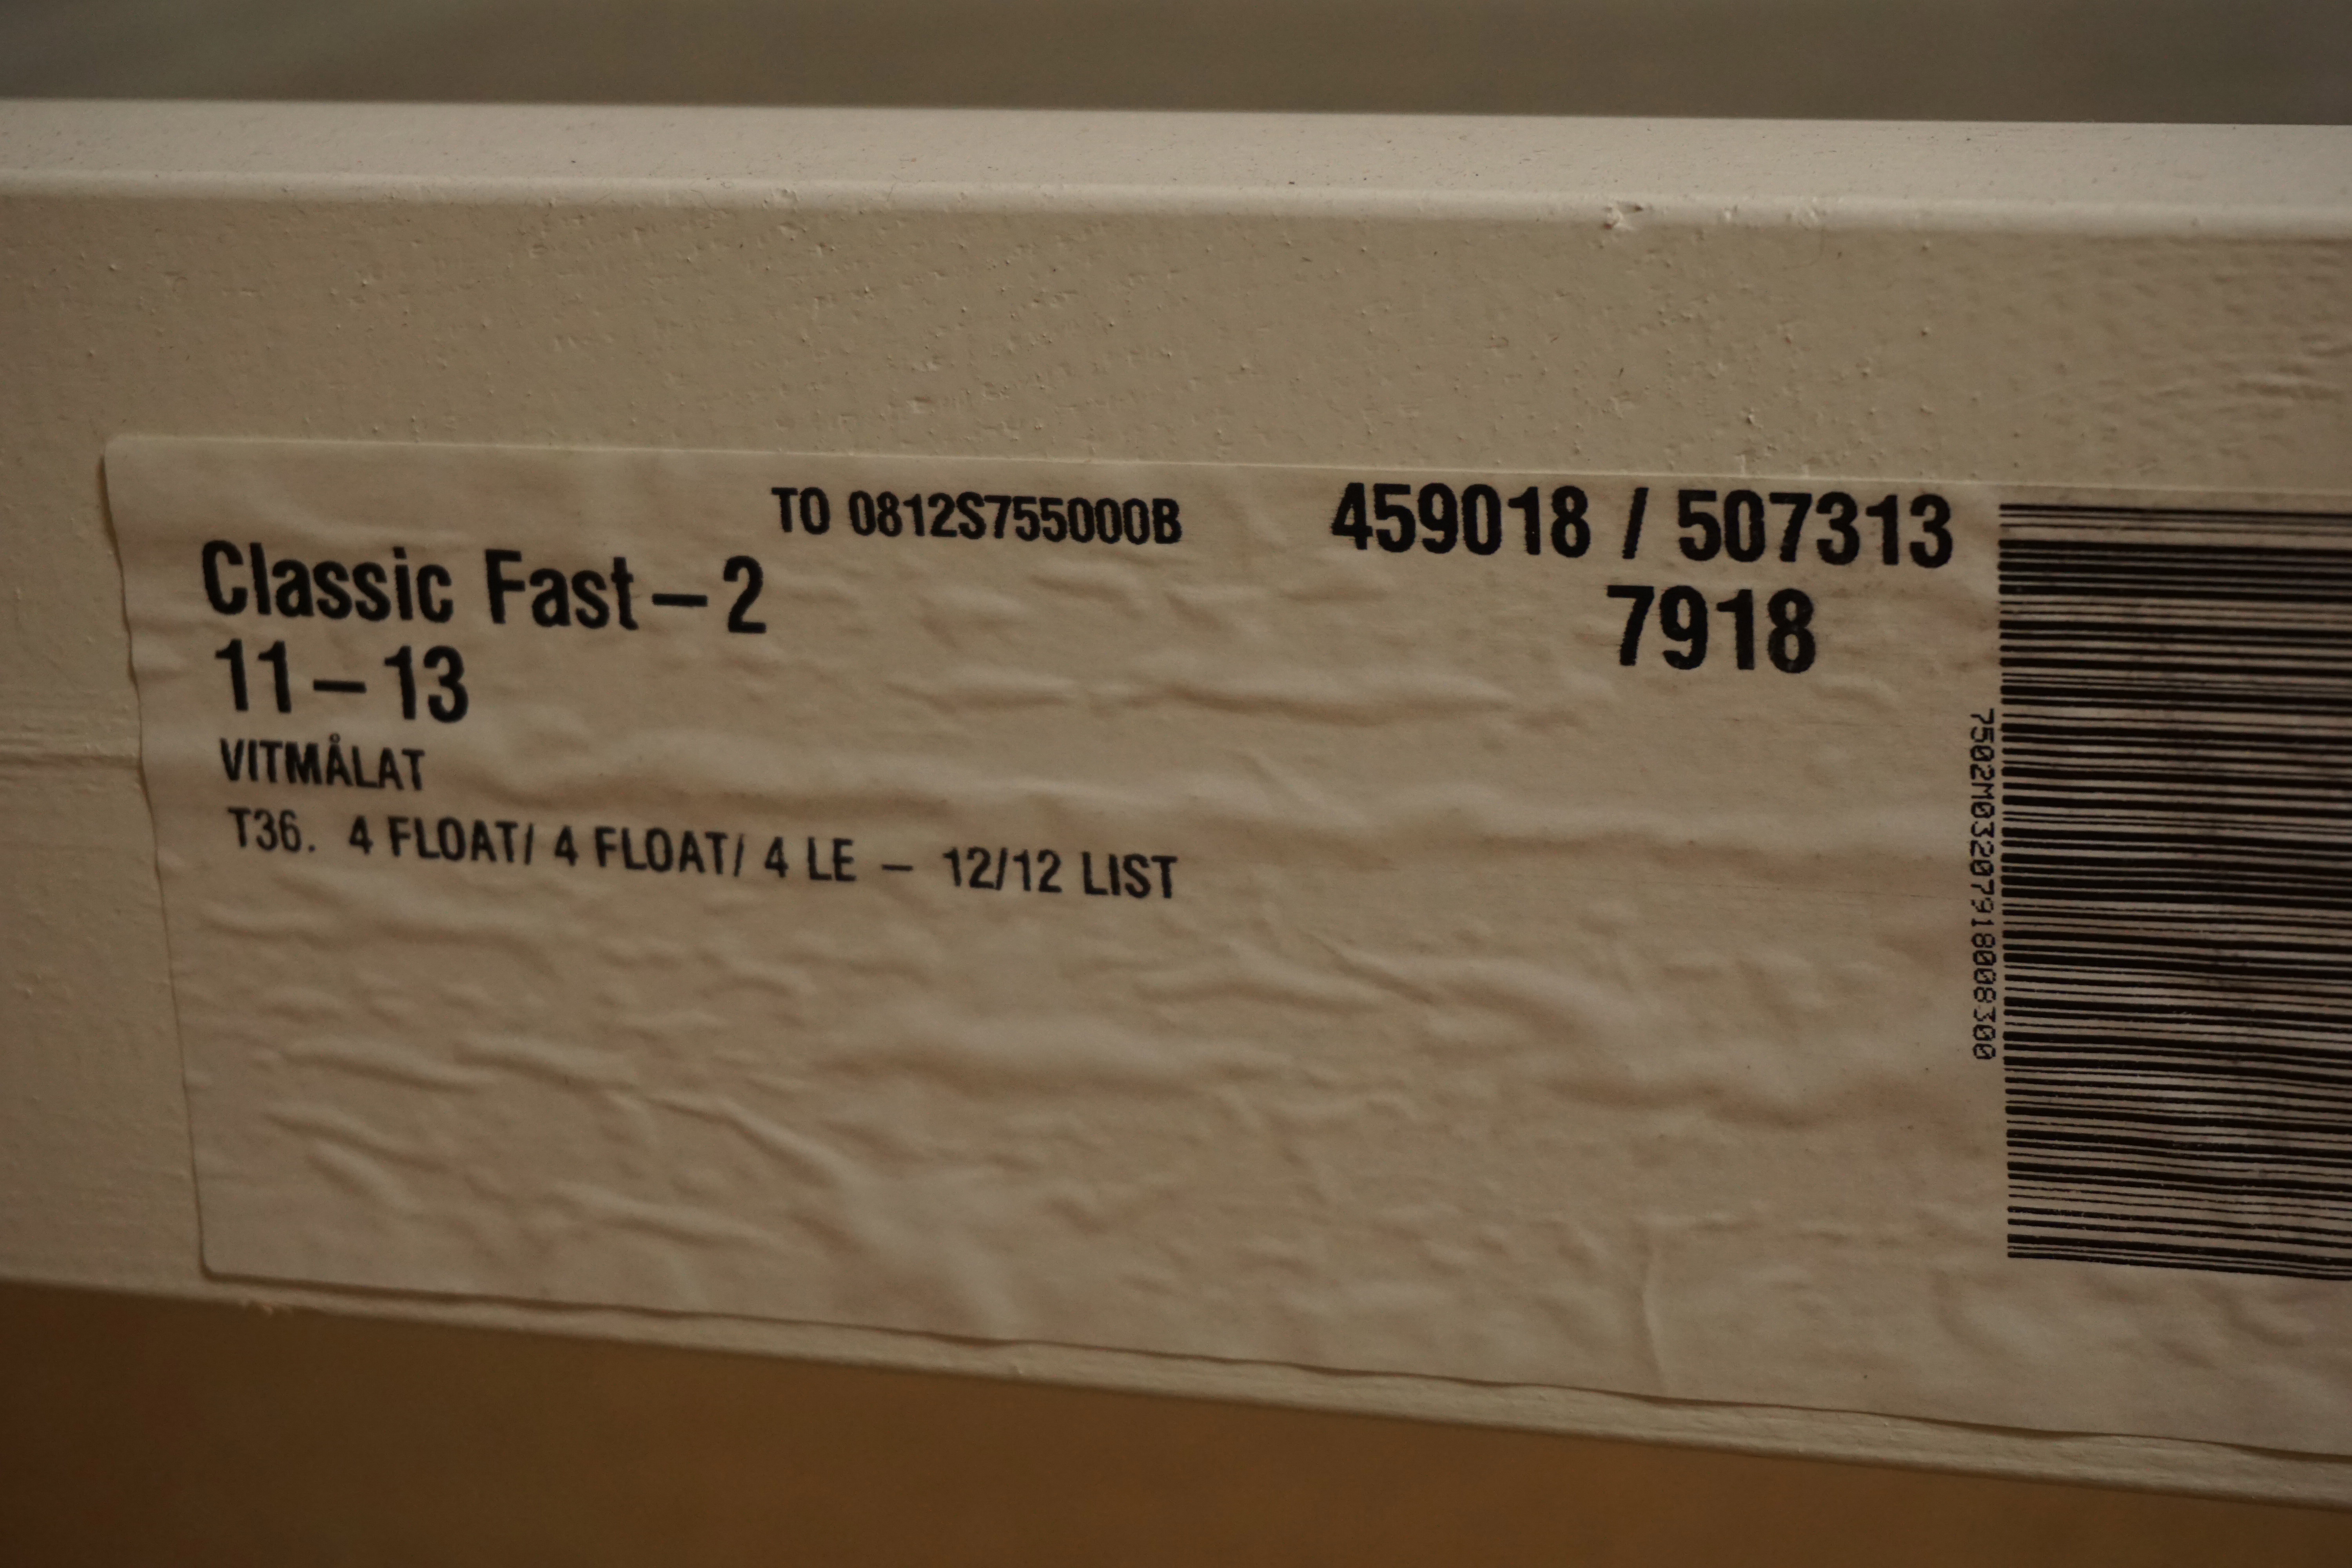 TO 0812S755000B
459018 / 507313
Classic Fast – 2
7918
11 – 13
VITMÅLAT
T36. 4 FLOAT/ 4 FLOAT/ 4 LE – 12/12 LIST
7502M03207918008300